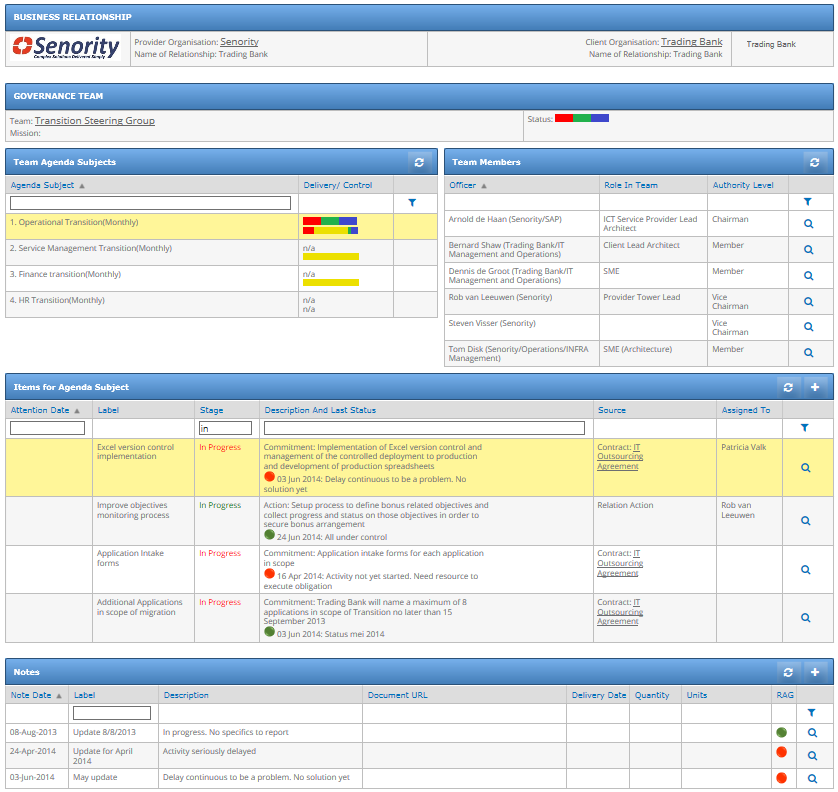 BUSINESS RELATIONSHIP
Senority
Complex Solutions Delivered Simply
Provider Organisation: Senority
Name of Relationship: Trading Bank
Client Organisation: Trading Bank
Name of Relationship: Trading Bank
Trading Bank
GOVERNANCE TEAM
Team: Transition Steering Group
Mission:
Status:
Team Agenda Subjects
Agenda Subject Delivery/ Control
1. Operational Transition(Monthly)
2. Service Management Transition(Monthly) n/a
3. Finance transition(Monthly) n/a
4. HR Transition(Monthly) n/a
n/a
Team Members
Officer Role In Team Authority Level
Arnold de Haan (Senority/SAP) ICT Service Provider Lead Chairman
Architect
Bernard Shaw (Trading Bank/IT Client Lead Architect Member
Management and Operations)
Dennis de Groot (Trading Bank/IT SME Member
Management and Operations)
Rob van Leeuwen (Senority) Provider Tower Lead Vice
Chairman
Steven Visser (Senority) Vice
Chairman
Tom Disk (Senority/Operations/INFRA SME (Architecture) Member
Management)
Items for Agenda Subject
Attention Date Label Stage Description And Last Status Source Assigned To
in
Excel version control In Progress Commitment: Implementation of Excel version control and Contract: IT Patricia Valk
implementation management of the controlled deployment to production Outsourcing
and development of production spreadsheets Agreement
03 Jun 2014: Delay continuous to be a problem. No
solution yet
Improve objectives In Progress Action: Setup process to define bonus related objectives and Relation Action Rob van
monitoring process collect progress and status on those objectives in order to Leeuwen
secure bonus arrangement
24 Jun 2014: All under control
Application Intake In Progress Commitment: Application intake forms for each application Contract: IT
forms in scope Outsourcing
16 Apr 2014: Activity not yet started. Need resource to Agreement
execute obligation
Additional Applications In Progress Commitment: Trading Bank will name a maximum of 8 Contract: IT
in scope of migration applications in scope of Transition no later than 15 Outsourcing
September 2013 Agreement
03 Jun 2014: Status mei 2014
Notes
Note Date Label Description Document URL Delivery Date Quantity Units RAG
08-Aug-2013 Update 8/8/2013 In progress. No specifics to report
24-Apr-2014 Update for April Activity seriously delayed
2014
03-Jun-2014 May update Delay continuous to be a problem. No solution yet